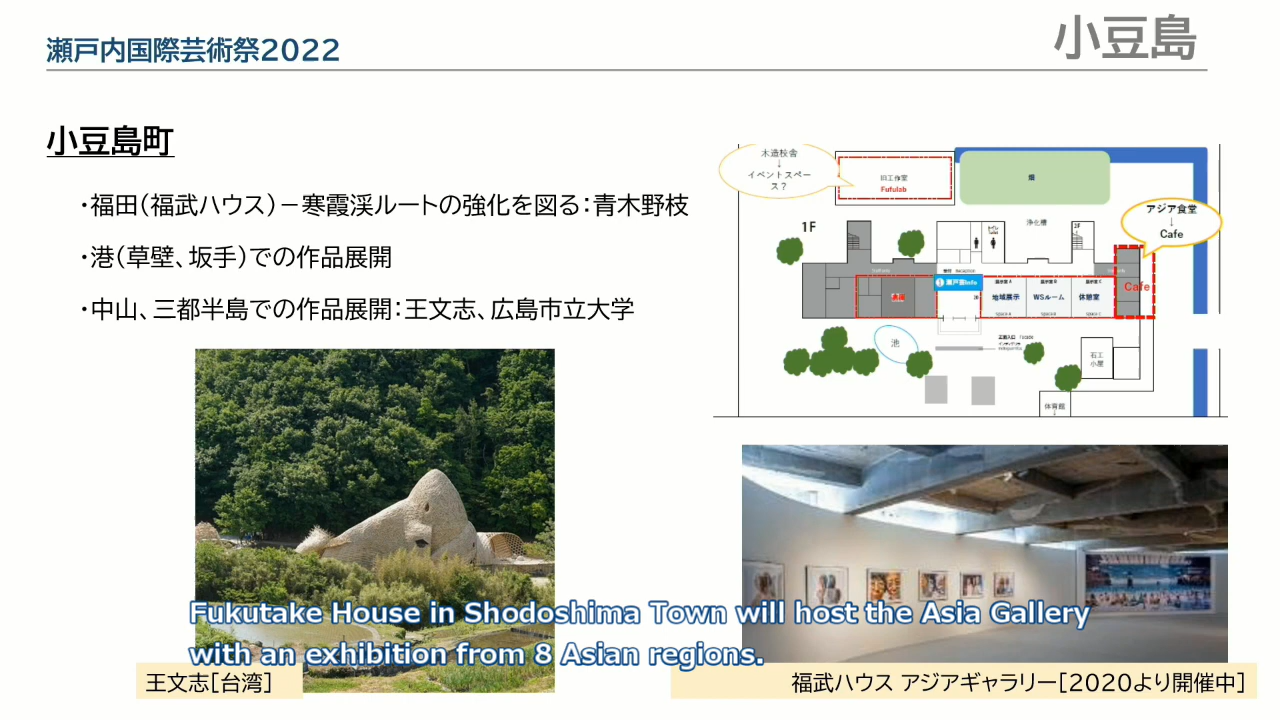 瀬戸内国際芸術祭2022
小豆島
小豆島町
・福田（福武ハウス）－寒霞渓ルートの強化を図る：青木野枝
・港（草壁、坂手）での作品展開
・中山、三都半島での作品展開：王文志、広島市立大学
木造校舎
↓
イベントスペー
ス？
旧工作室
Fufulab
畑
アジア食堂
↓
Cafe
1F
浄化槽
2F
Cafe
瀬戸芸Info
地域展示
WSルーム
休憩室
池
石工
小屋
体育館
↓
Fukutake House in Shodoshima Town will host the Asia Gallery
with an exhibition from 8 Asian regions.
王文志［台湾］
福武ハウス アジアギャラリー［2020より開催中］